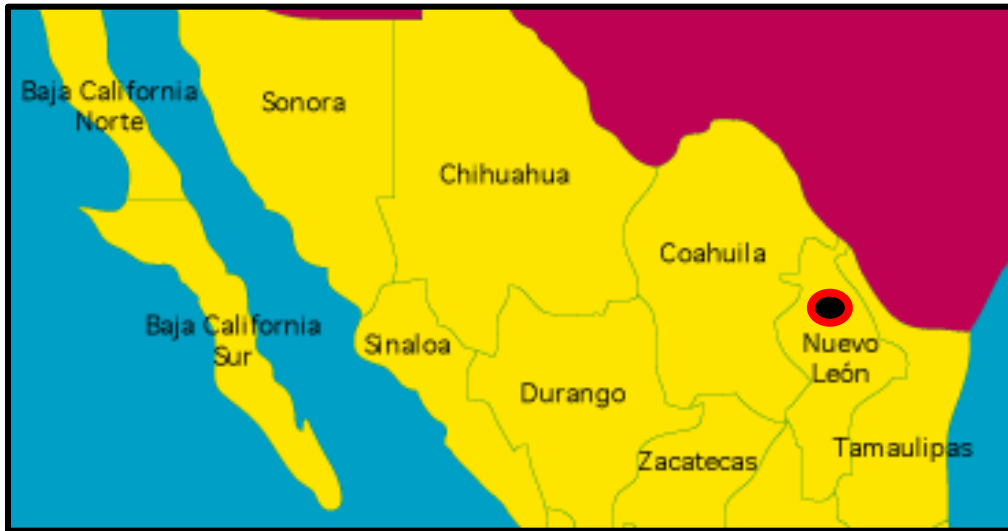 Baja California
Norte
Sonora
Chihuahua
Coahuila
Baja California
Sur
Sinaloa
Nuevo
León
Durango
Tamaulipas
Zacatecas